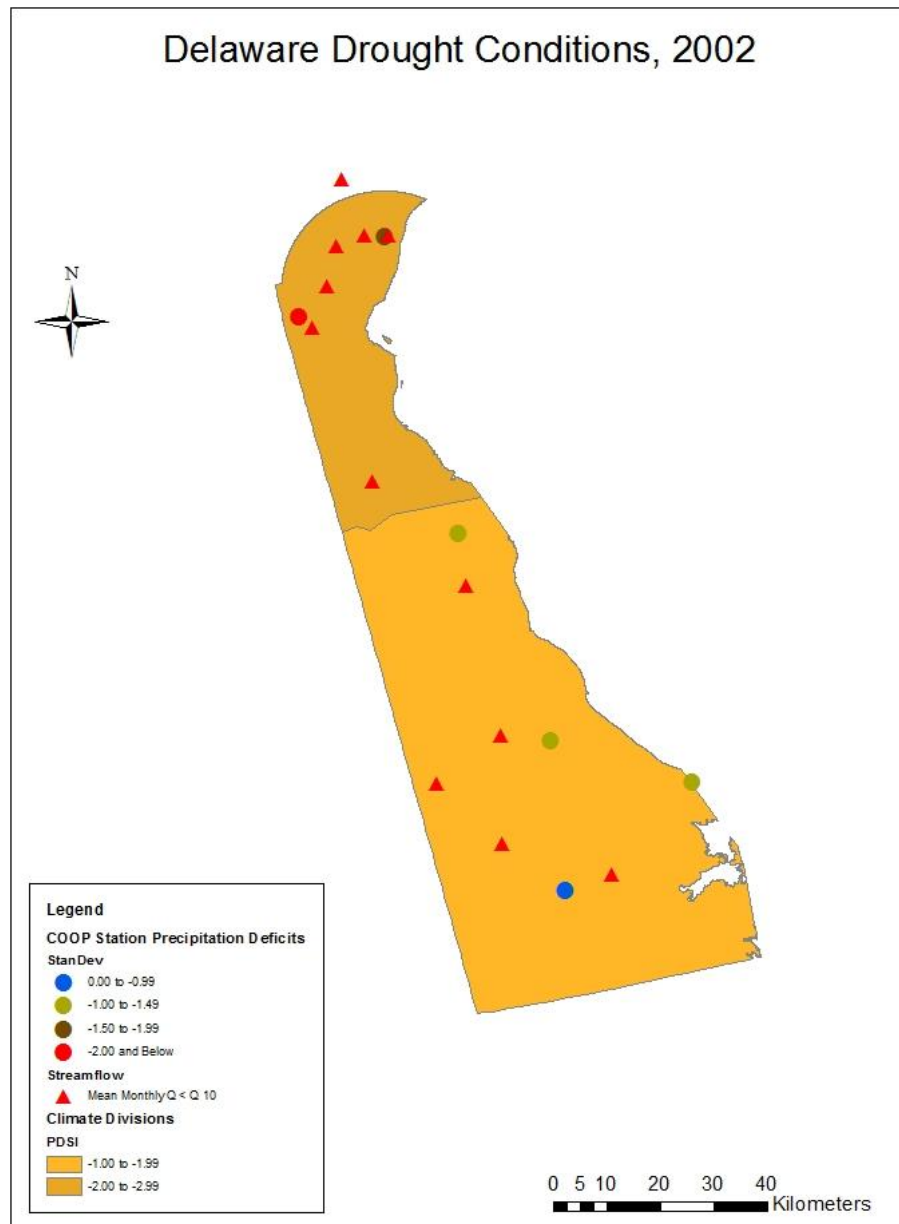 Delaware Drought Conditions, 2002
N
Legend
COOP Station Precipitation Deficits
StanDev
0.00 to -0.99
-1.00 to -1.49
-1.50 to -1.99
-2.00 and Below
Streamflow
Mean Monthly Q < Q 10
Climate Divisions
PDSI
-1.00 to -1.99
-2.00 to -2.99
0 5 10 20 30 40
Kilometers